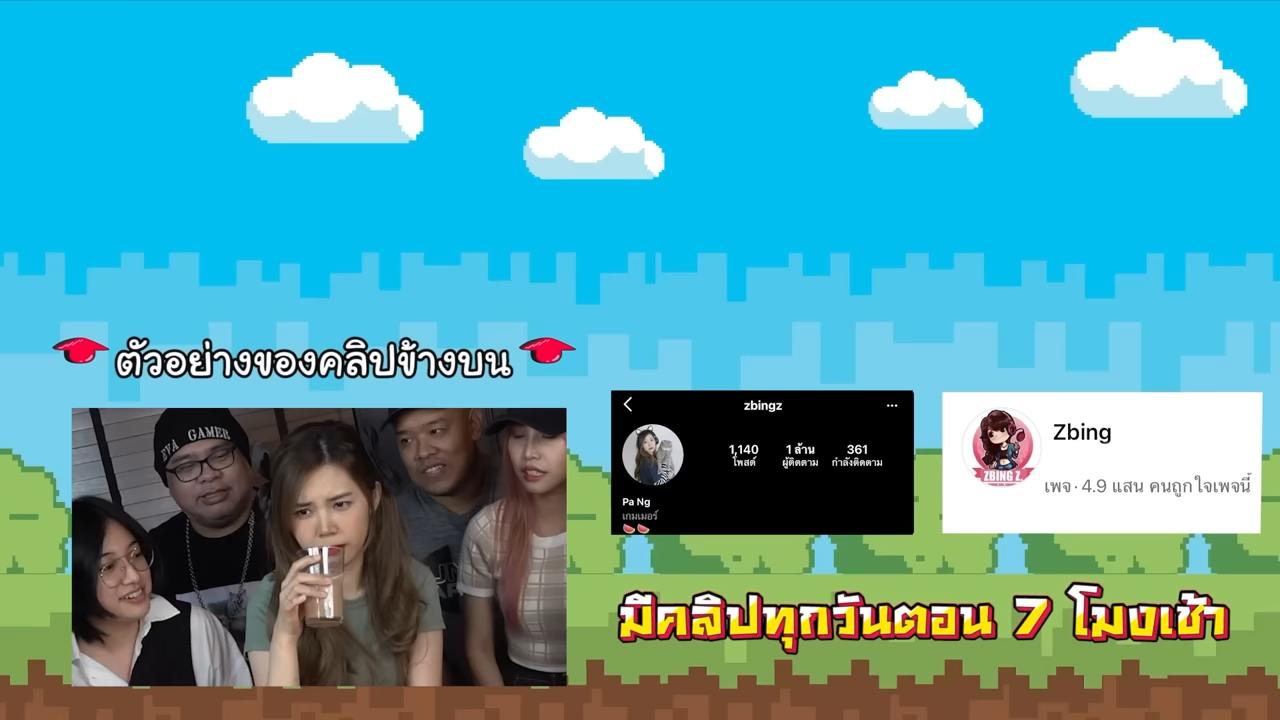 ตัวอย่างของคลิปข้างบน
EVA GAMER
zbingz
1,140 1 ล้าน 361
โพสต์ ผู้ติดตาม กำลังติดตาม
Pa Ng
เกมเมอร์
ZBING Z.
Zbing
เพจ · 4.9 แสน คนถูกใจเพจนี้
มีคลิปทุกวันตอน 7 โมงเช้า